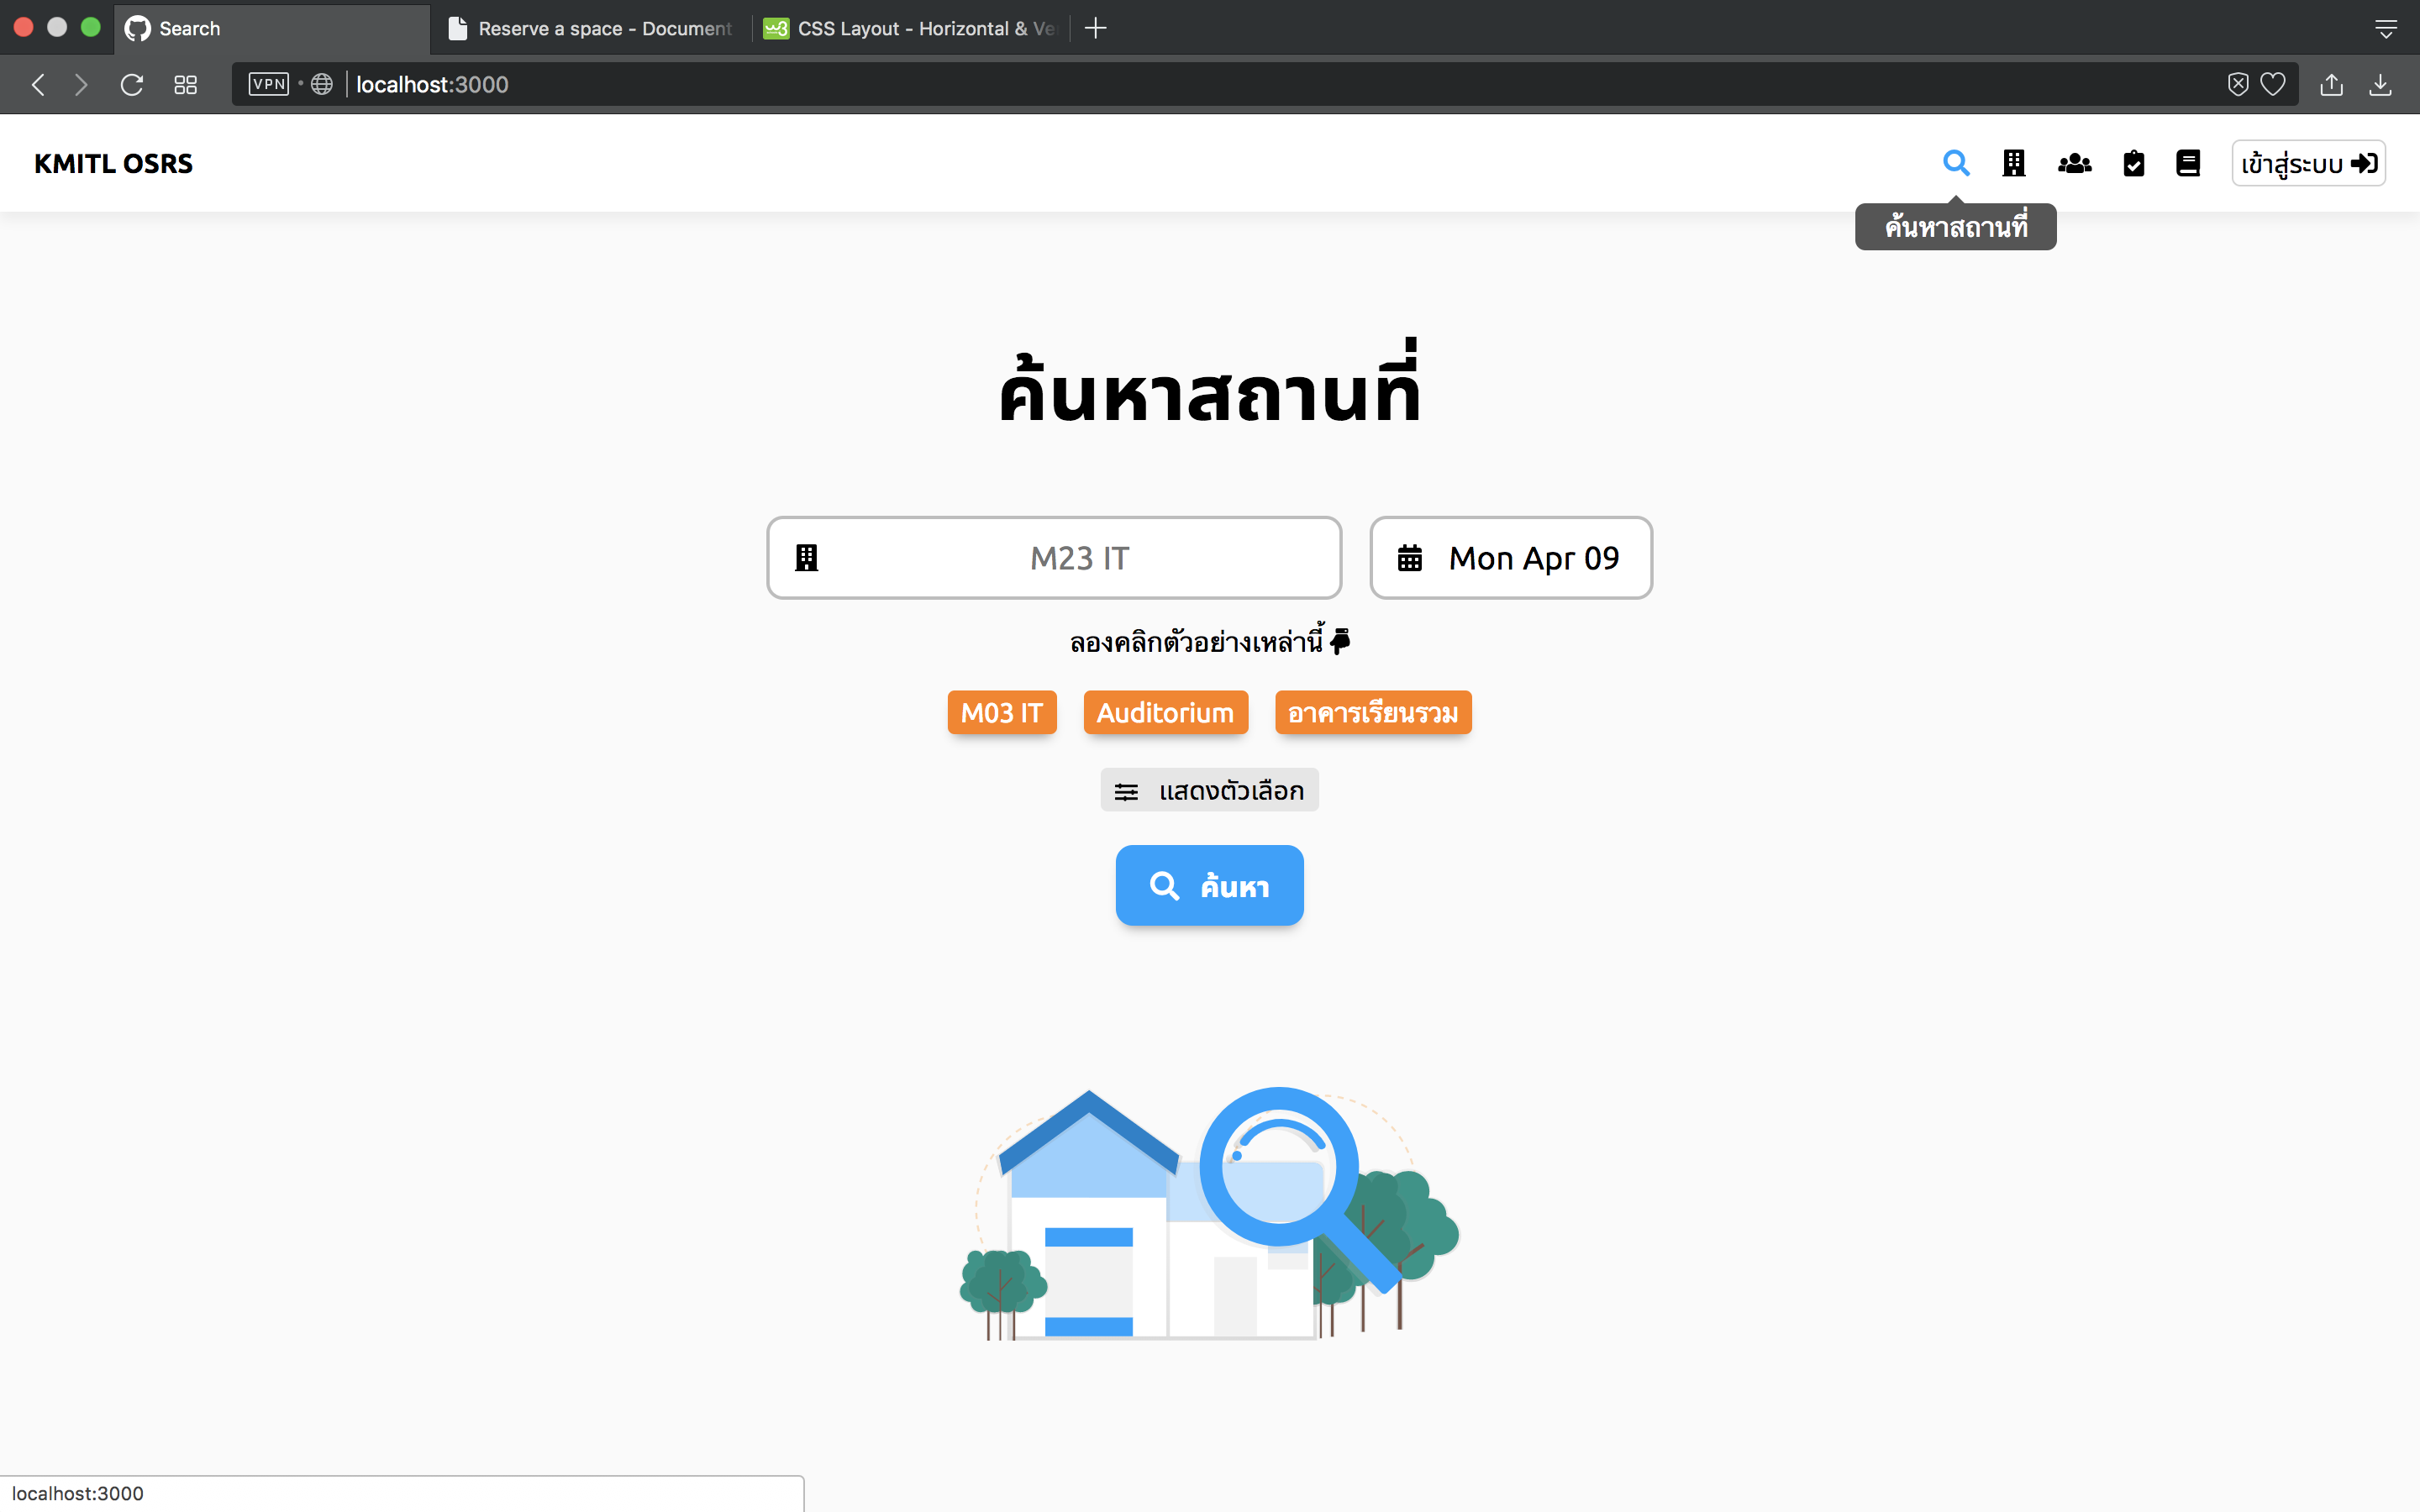 Search
Reserve a space - Document
CSS Layout - Horizontal & Ve
VPN
localhost:3000
KMITL OSRS
เข้าสู่ระบบ
ค้นหาสถานที่
ค้นหาสถานที่
M23 IT
Mon Apr 09
ลองคลิกตัวอย่างเหล่านี้
M03 IT
Auditorium
อาคารเรียนรวม
แสดงตัวเลือก
ค้นหา
localhost:3000